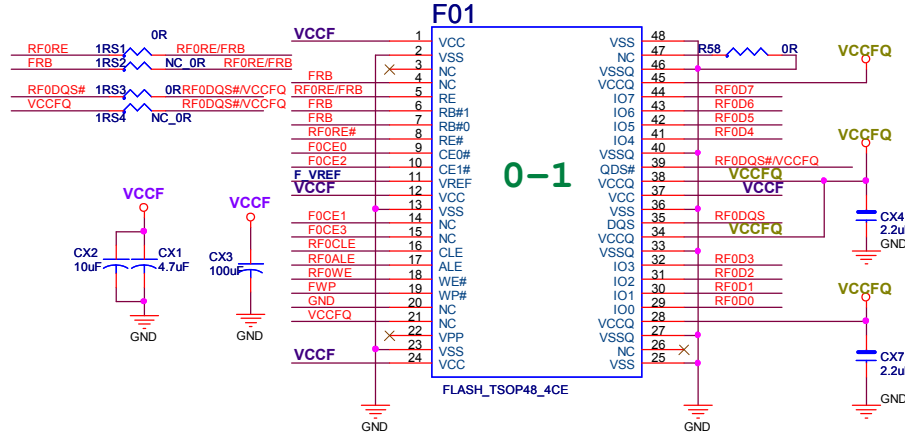 F01
1RS1 0R
RF0RE RF0RE/FRB
FRB 1RS2 NC_0R RF0RE/FRB
RF0DQS# 1RS3 0R RF0DQS#/VCCFQ
VCCFQ 1RS4 NC_0R RF0DQS#/VCCFQ
VCCF 1 VCC
2 VSS
3 NC
FRB 4 NC
RF0RE/FRB 5 RE
FRB 6 RB#1
FRB 7 RB#0
RF0RE# 8 RE#
F0CE0 9 CE0#
F0CE2 10 CE1#
F_VREF 11 VREF
VCCF 12 VCC
13 VSS
F0CE1 14 NC
F0CE3 15 NC
RF0CLE 16 CLE
RF0ALE 17 ALE
RF0WE 18 WE#
FWP 19 WP#
GND 20 NC
VCCFQ 21 NC
22 VPP
23 VSS
VCCF 24 VCC
0-1
VSS 48
NC 47 R58 0R
VSSQ 46
VCCQ 45 VCCFQ
IO7 44 RF0D7
IO6 43 RF0D6
IO5 42 RF0D5
IO4 41 RF0D4
VSSQ 40
QDS# 39 RF0DQS#/VCCFQ
VCCQ 38 VCCFQ
VCC 37 VCCF
VSS 36
DQS 35 RF0DQS
VCCQ 34 VCCFQ
VSSQ 33
IO3 32 RF0D3
IO2 31 RF0D2
IO1 30 RF0D1
IO0 29 RF0D0
VCCQ 28
VSSQ 27
NC 26
VSS 25
VCCFQ
CX4
2.2u
GND
VCCFQ
CX7
2.2u
GND
VCCF
CX2 CX1
10uF 4.7uF
GND
VCCF
CX3
100uF
GND
FLASH_TSOP48_4CE
GND
GND